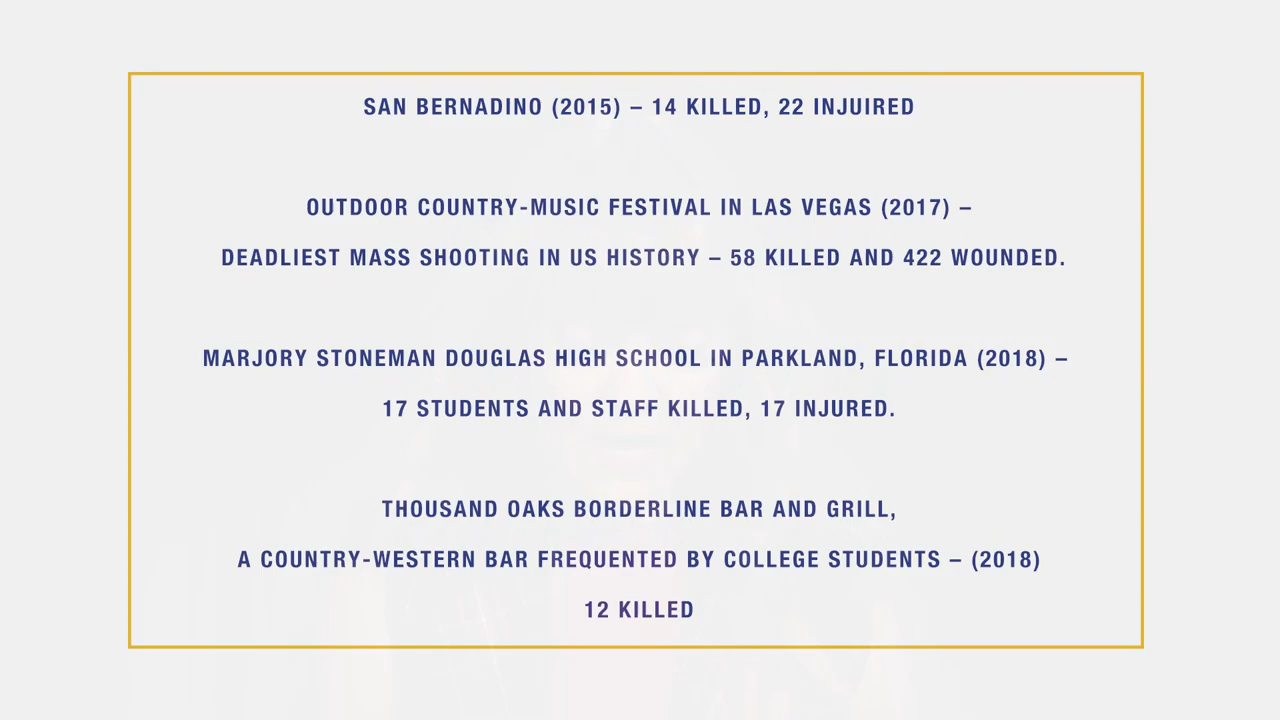 SAN BERNADINO (2015) – 14 KILLED, 22 INJUIRED
OUTDOOR COUNTRY-MUSIC FESTIVAL IN LAS VEGAS (2017) –
DEADLIEST MASS SHOOTING IN US HISTORY – 58 KILLED AND 422 WOUNDED.
MARJORY STONEMAN DOUGLAS HIGH SCHOOL IN PARKLAND, FLORIDA (2018) –
17 STUDENTS AND STAFF KILLED, 17 INJURED.
THOUSAND OAKS BORDERLINE BAR AND GRILL,
A COUNTRY-WESTERN BAR FREQUENTED BY COLLEGE STUDENTS – (2018)
12 KILLED